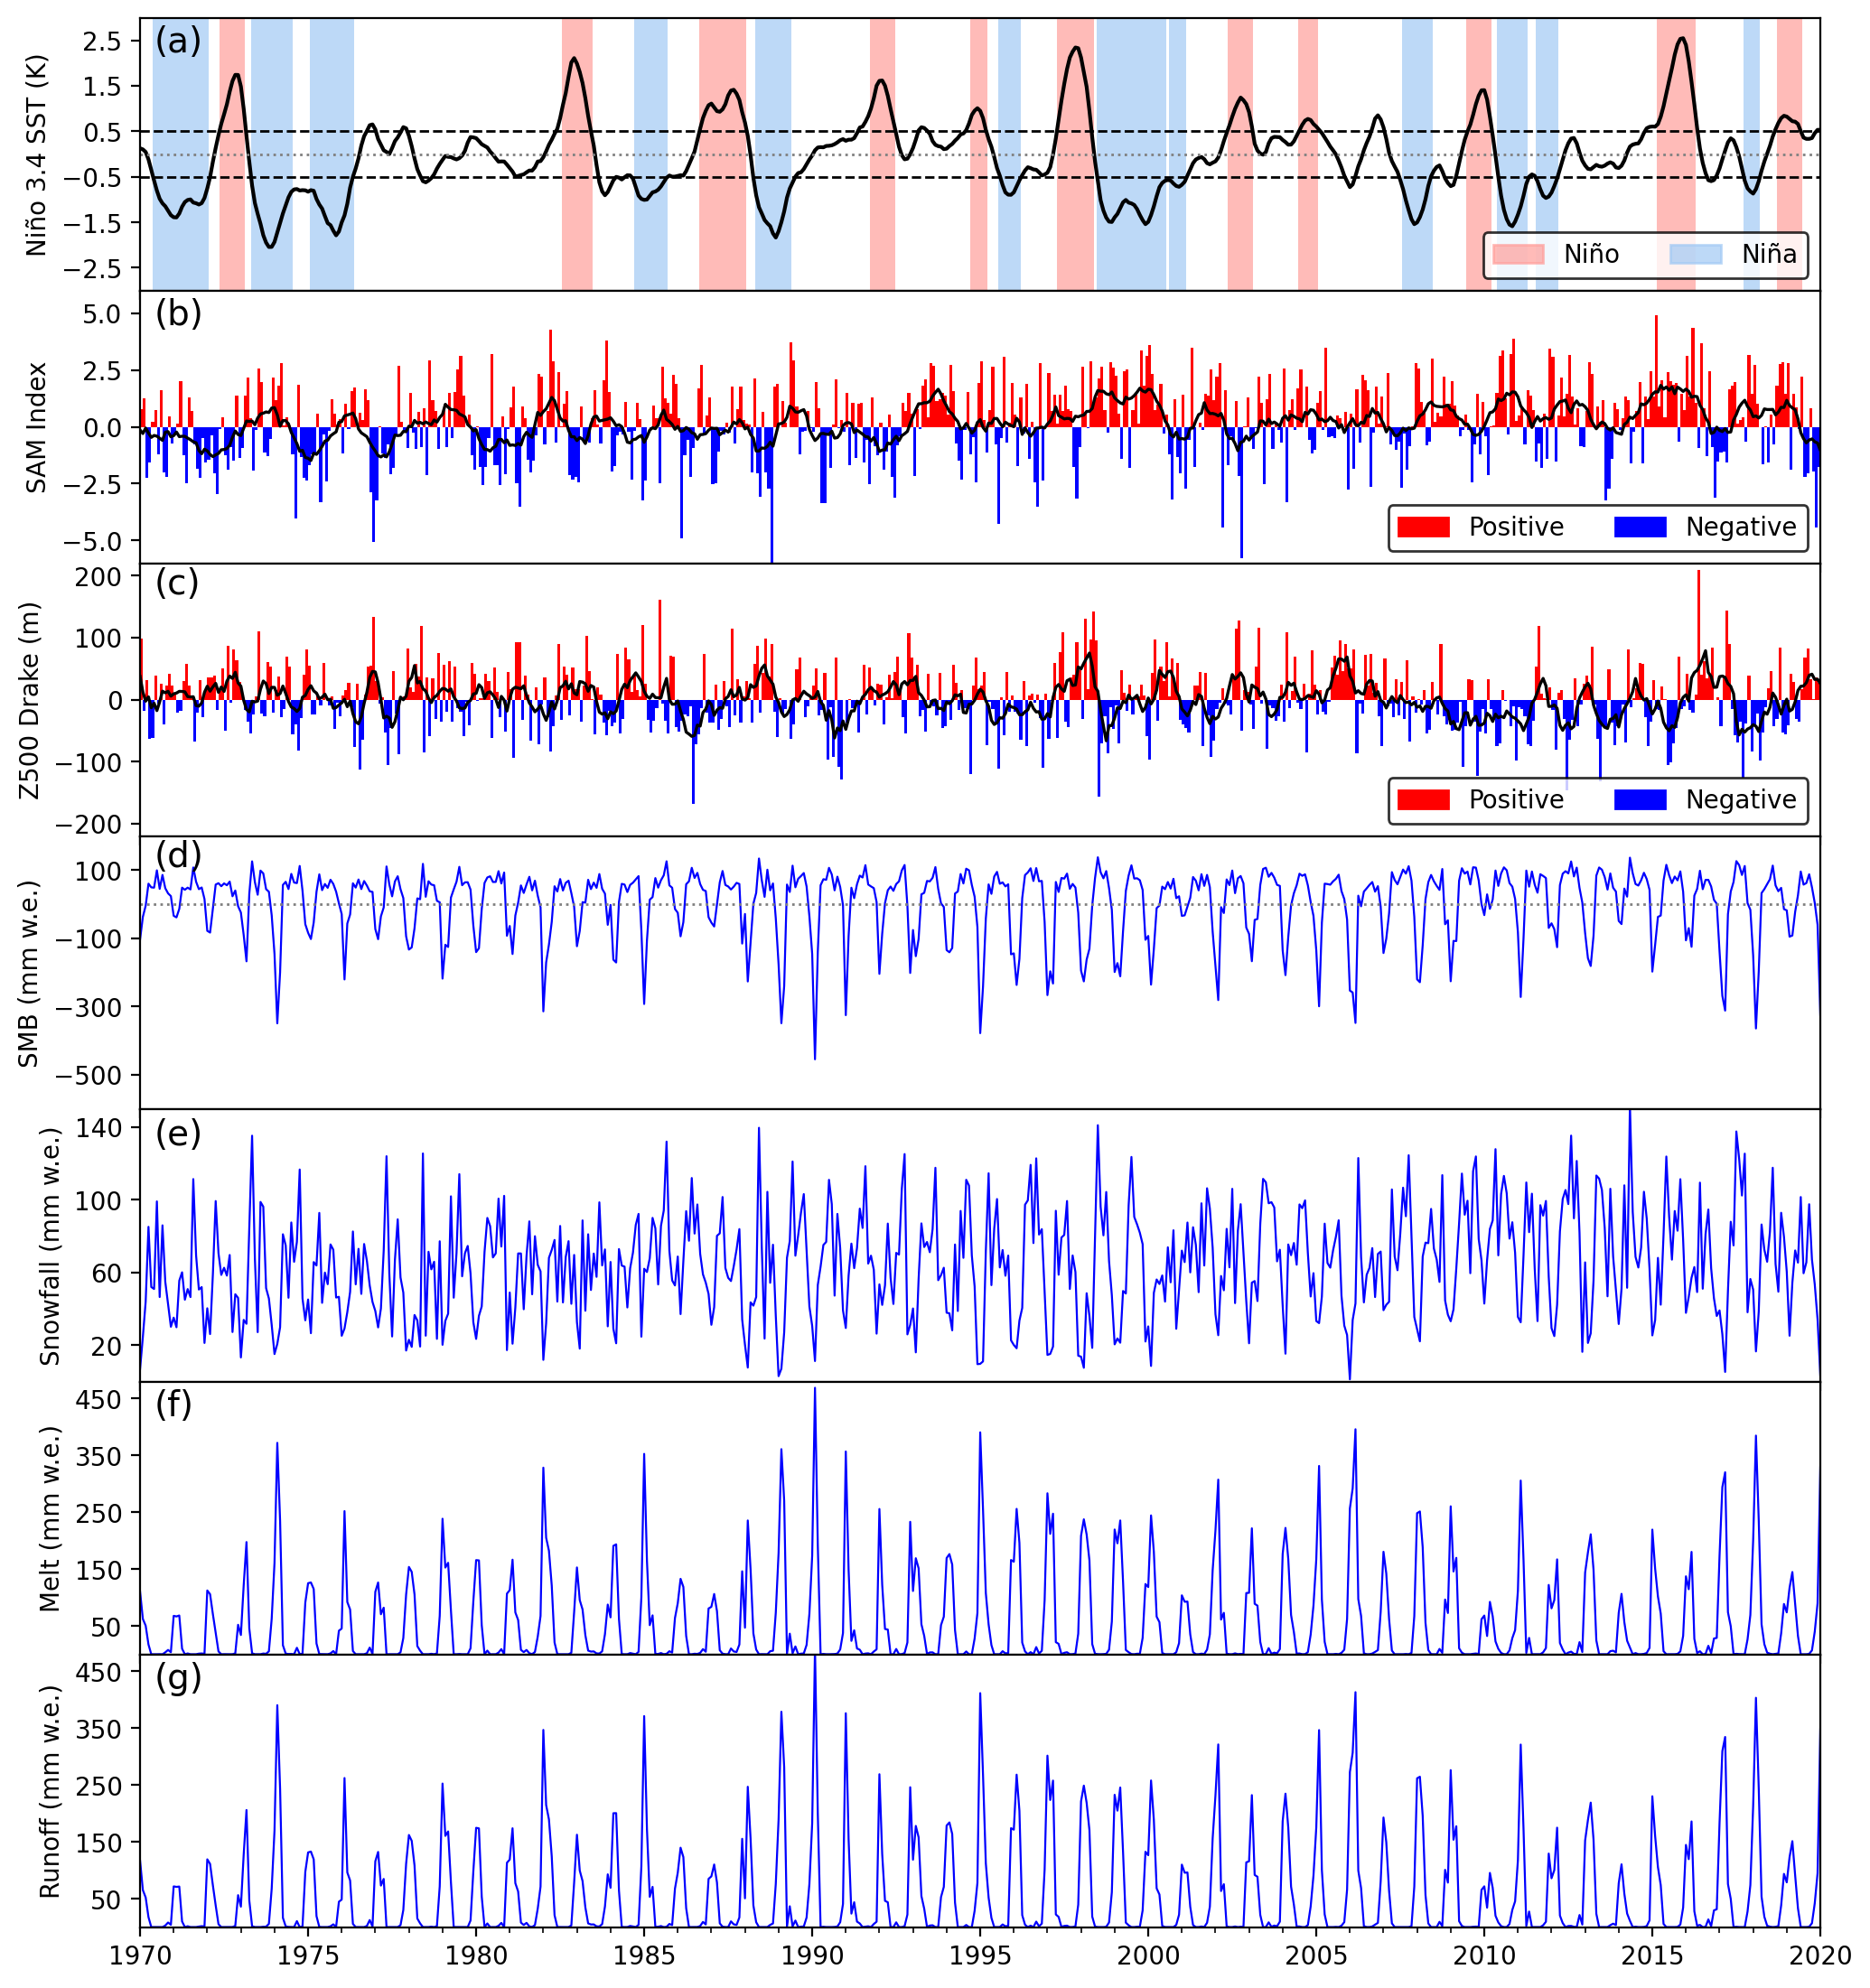 (a)
Niño 3.4 SST (K)
2.5
1.5
0.5
−0.5
−1.5
−2.5
Niño Niña
(b)
SAM Index
5.0
2.5
0.0
−2.5
−5.0
Positive Negative
(c)
Z500 Drake (m)
200
100
0
−100
−200
Positive Negative
(d)
SMB (mm w.e.)
100
−100
−300
−500
(e)
Snowfall (mm w.e.)
140
100
60
20
(f)
Melt (mm w.e.)
450
350
250
150
50
(g)
Runoff (mm w.e.)
450
350
250
150
50
1970 1975 1980 1985 1990 1995 2000 2005 2010 2015 2020